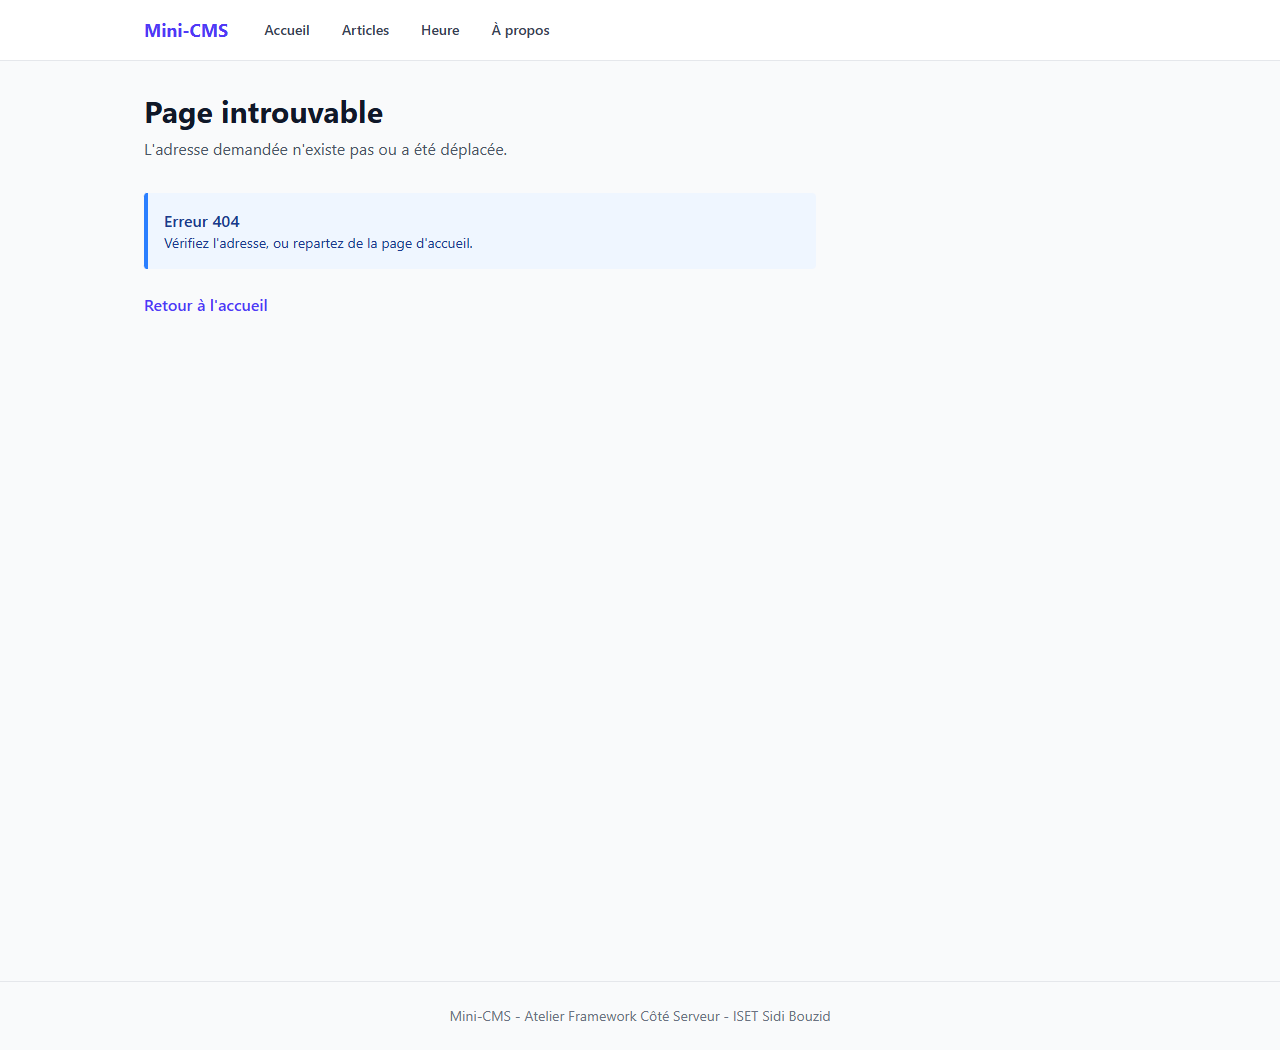 Mini-CMS Accueil Articles Heure À propos
Page introuvable
L'adresse demandée n'existe pas ou a été déplacée.
Erreur 404
Vérifiez l'adresse, ou repartez de la page d'accueil.
Retour à l'accueil
Mini-CMS - Atelier Framework Côté Serveur - ISET Sidi Bouzid